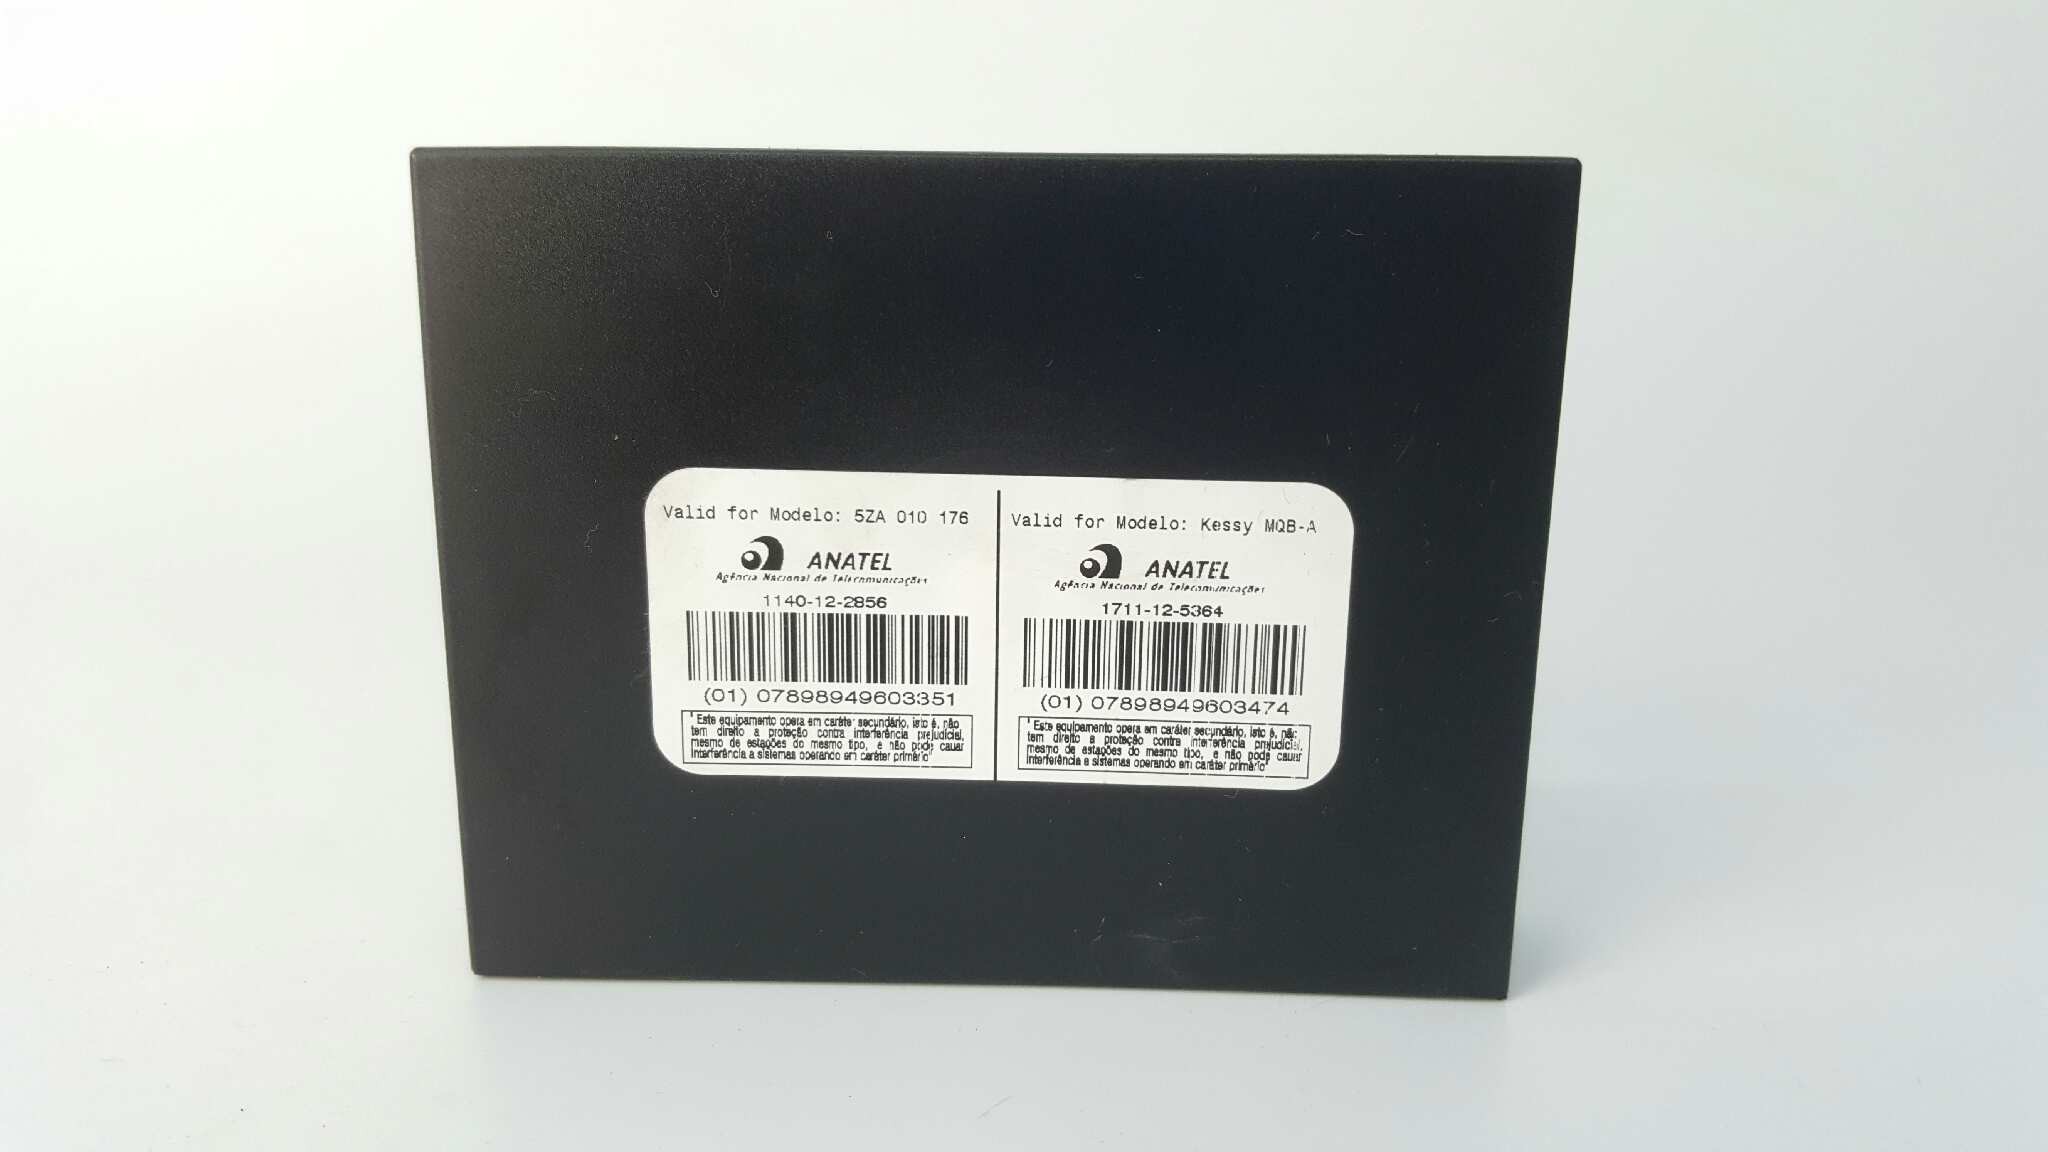 Valid for Modelo: 5ZA 010 176
ANATEL
Agência Nacional de Telecomunicações
1140-12-2856
(01) 07898949603351
"Este equipamento opera em caráter secundário, isto é, não
tem direito a proteção contra interferência prejudicial,
mesmo de estações do mesmo tipo, e não pode cauar
interferência a sistemas operando em caráter primário"
Valid for Modelo: Kessy MQB-A
ANATEL
Agência Nacional de Telecomunicações
1711-12-5364
(01) 07898949603474
"Este equipamento opera em caráter secundário, isto é, não
tem direito a proteção contra interferência prejudicial,
mesmo de estações do mesmo tipo, e não pode cauar
interferência a sistemas operando em caráter primário"